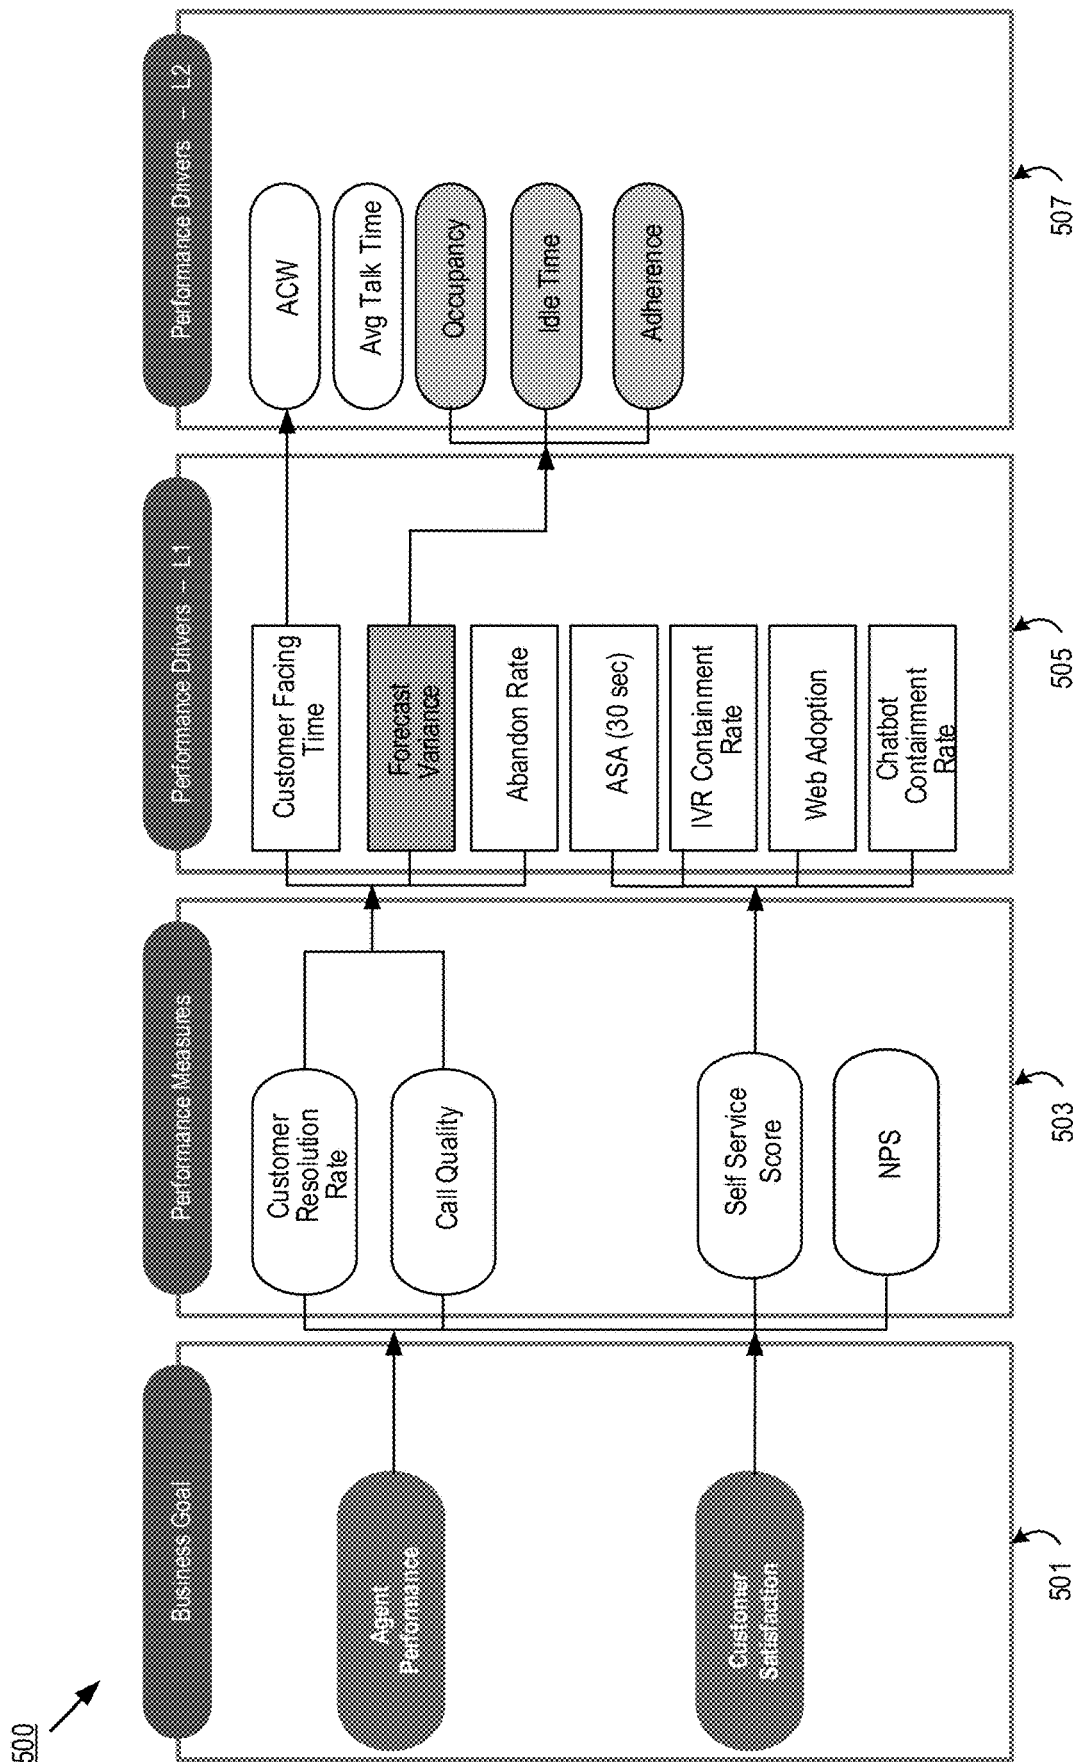 500
Business Goal
Agent
Performance
Customer
Satisfaction
501
Performance Measures
Customer
Resolution
Rate
Call Quality
Self Service
Score
NPS
503
Performance Drivers - L1
Customer Facing
Time
Forecast
Variance
Abandon Rate
ASA (30 sec)
IVR Containment
Rate
Web Adoption
Chatbot
Containment
Rate
505
Performance Drivers - L2
ACW
Avg Talk Time
Occupancy
Idle Time
Adherence
507